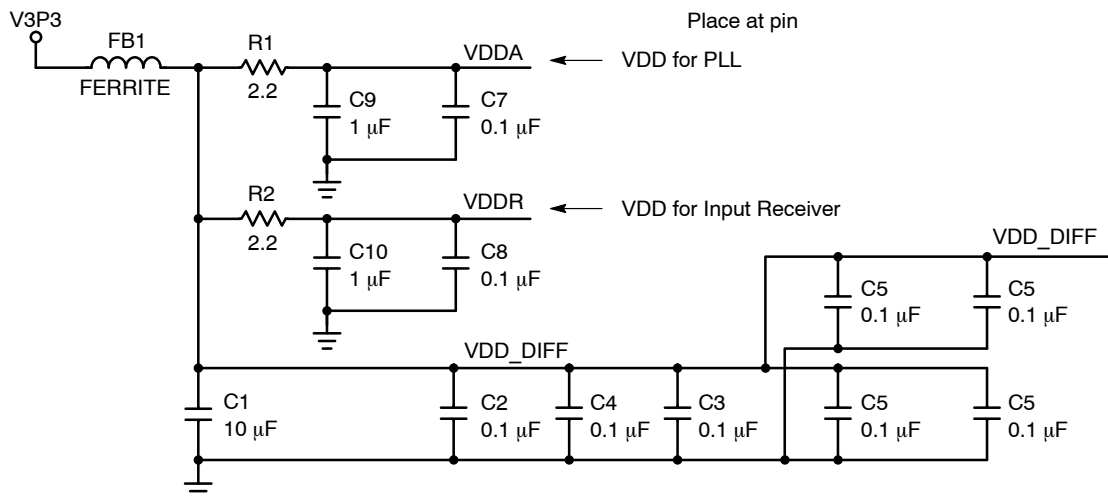 V3P3
Place at pin
FB1
R1
VDDA
VDD for PLL
FERRITE
2.2
C9
1 µF
C7
0.1 µF
R2
VDDR
VDD for Input Receiver
2.2
C10
1 µF
C8
0.1 µF
VDD_DIFF
C5
0.1 µF
C5
0.1 µF
VDD_DIFF
C1
10 µF
C2
0.1 µF
C4
0.1 µF
C3
0.1 µF
C5
0.1 µF
C5
0.1 µF